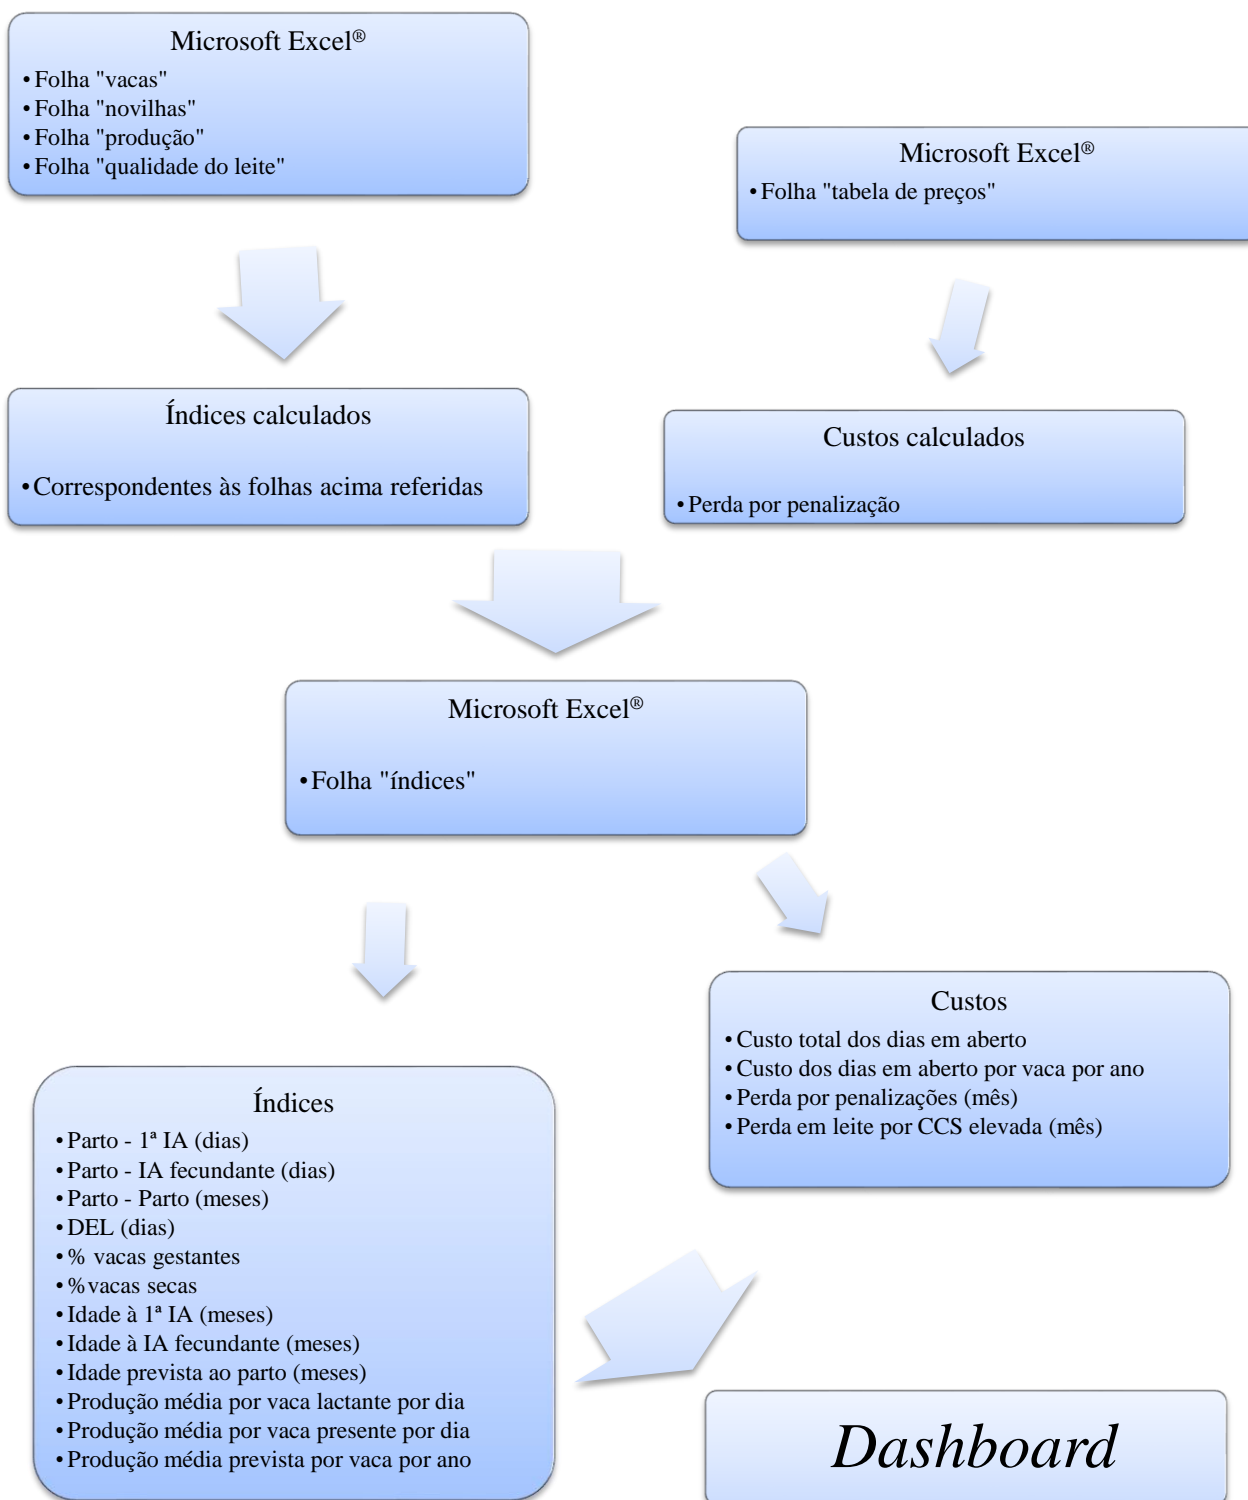 Microsoft Excel®
• Folha "vacas"
• Folha "novilhas"
• Folha "produção"
• Folha "qualidade do leite"
Microsoft Excel®
• Folha "tabela de preços"
Índices calculados
• Correspondentes às folhas acima referidas
Custos calculados
• Perda por penalização
Microsoft Excel®
• Folha "índices"
Custos
• Custo total dos dias em aberto
• Custo dos dias em aberto por vaca por ano
• Perda por penalizações (mês)
• Perda em leite por CCS elevada (mês)
Índices
• Parto - 1ª IA (dias)
• Parto - IA fecundante (dias)
• Parto - Parto (meses)
• DEL (dias)
• % vacas gestantes
• %vacas secas
• Idade à 1ª IA (meses)
• Idade à IA fecundante (meses)
• Idade prevista ao parto (meses)
• Produção média por vaca lactante por dia
• Produção média por vaca presente por dia
• Produção média prevista por vaca por ano
Dashboard